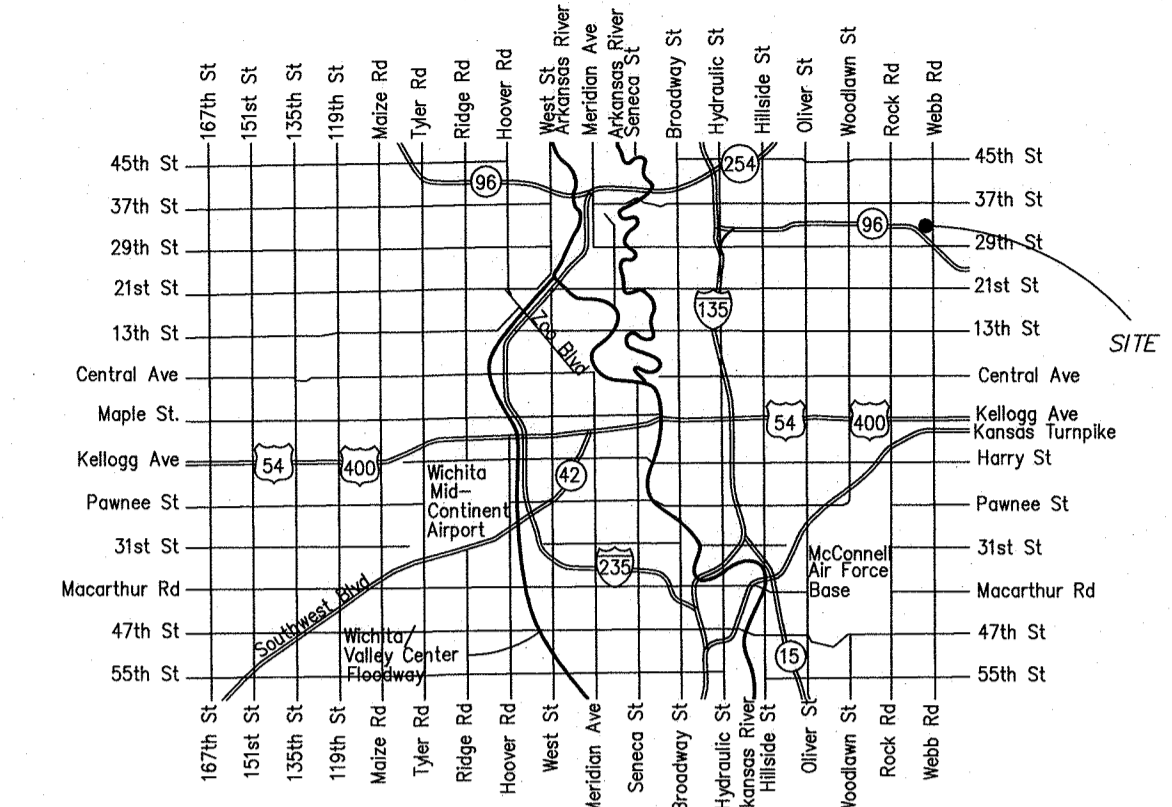 167th St
151st St
135th St
119th St
Maize Rd
Tyler Rd
Ridge Rd
Hoover Rd
West St
Arkansas River
Meridian Ave
Arkansas River
Seneca St
Broadway St
Hydraulic St
Hillside St
Oliver St
Woodlawn St
Rock Rd
Webb Rd
45th St
254
45th St
96
37th St
37th St
96
29th St
29th St
21st St
21st St
135
13th St
Zoo Blvd
13th St
SITE
Central Ave
Central Ave
Maple St.
54
400
Kellogg Ave
Kansas Turnpike
Kellogg Ave
54
400
Harry St
42
Wichita
Mid-
Continent
Airport
Pawnee St
Pawnee St
31st St
31st St
235
McConnell
Air Force
Base
Macarthur Rd
Macarthur Rd
Southwest Blvd
47th St
47th St
Wichita/
Valley Center
Floodway
15
55th St
55th St
167th St
151st St
135th St
119th St
Maize Rd
Tyler Rd
Ridge Rd
Hoover Rd
West St
Meridian Ave
Seneca St
Broadway St
Hydraulic St
kansas River
Hillside St
Oliver St
Woodlawn St
Rock Rd
Webb Rd